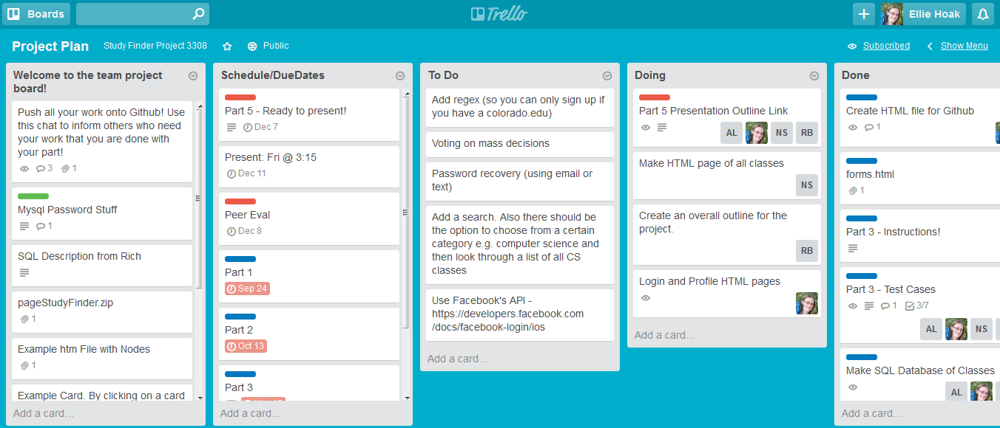 Boards
Trello
Ellie Hoak
Project Plan
Study Finder Project 3308
Public
Subscribed
Show Menu
Welcome to the team project
board!
Push all your work onto Github! Use
this chat to inform others who need
your work that you are done with
your part!
3
1
Mysql Password Stuff
1
SQL Description from Rich
pageStudyFinder.zip
1
Example htm File with Nodes
1
Example Card. By clicking on a card
Add a card…
Schedule/DueDates
Part 5 - Ready to present!
Dec 7
Present: Fri @ 3:15
Dec 11
Peer Eval
Dec 8
Part 1
Sep 24
Part 2
Oct 13
Part 3
Add a card…
To Do
Add regex (so you can only sign up if
you have a colorado.edu)
Voting on mass decisions
Password recovery (using email or
text)
Add a search. Also there should be
the option to choose from a certain
category e.g. computer science and
then look through a list of all CS
classes
Use Facebook's API -
https://developers.facebook.com
/docs/facebook-login/ios
Add a card…
Doing
Part 5 Presentation Outline Link
AL NS RB
Make HTML page of all classes
NS
Create an overall outline for the
project.
RB
Login and Profile HTML pages
Add a card…
Done
Create HTML file for Github
1
forms.html
1
Part 3 - Instructions!
Part 3 - Test Cases
1 3/7
AL NS
Make SQL Database of Classes
AL
Add a card…